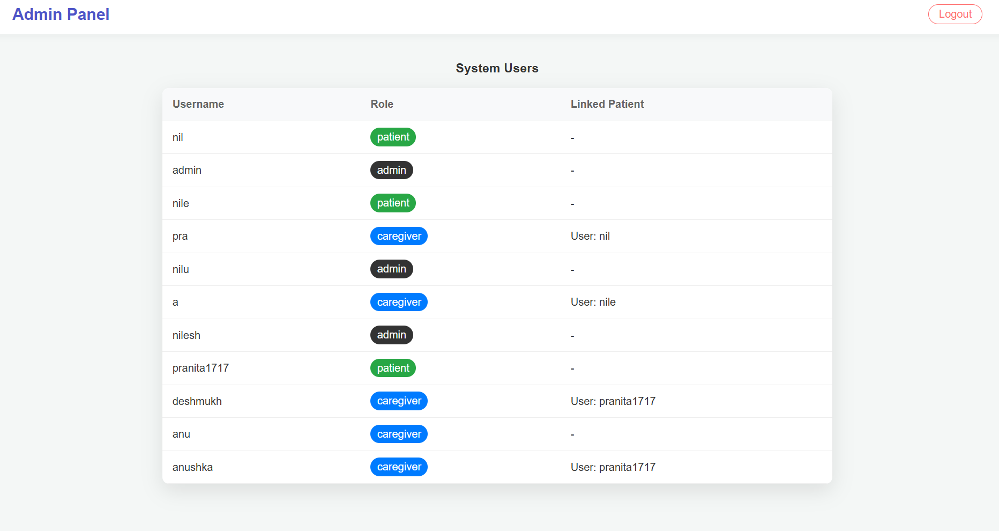 Admin Panel Logout
System Users
Username Role Linked Patient
nil patient -
admin admin -
nile patient -
pra caregiver User: nil
nilu admin -
a caregiver User: nile
nilesh admin -
pranita1717 patient -
deshmukh caregiver User: pranita1717
anu caregiver -
anushka caregiver User: pranita1717